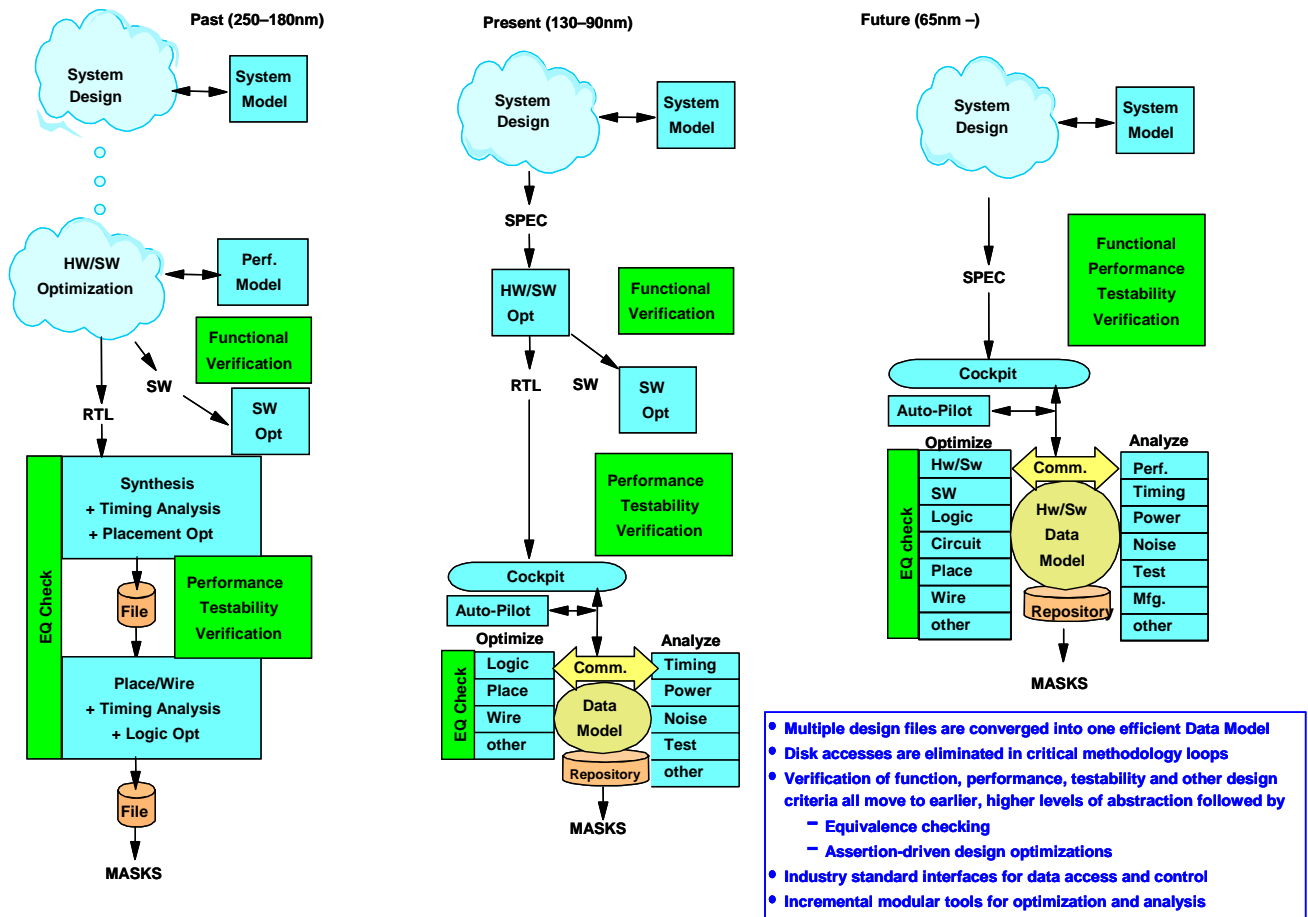 Past (250–180nm)
System
Design
System
Model
HW/SW
Optimization
Perf.
Model
Functional
Verification
SW
RTL
SW
Opt
EQ Check
Synthesis
+ Timing Analysis
+ Placement Opt
File
Performance
Testability
Verification
Place/Wire
+ Timing Analysis
+ Logic Opt
File
MASKS
Present (130–90nm)
System
Design
System
Model
SPEC
HW/SW
Opt
Functional
Verification
RTL
SW
SW
Opt
Performance
Testability
Verification
Cockpit
Auto-Pilot
Optimize
Analyze
EQ Check
Logic
Place
Wire
other
Comm.
Data
Model
Repository
Timing
Power
Noise
Test
other
MASKS
Future (65nm –)
System
Design
System
Model
SPEC
Functional
Performance
Testability
Verification
Cockpit
Auto-Pilot
Optimize
Analyze
EQ check
Hw/Sw
SW
Logic
Circuit
Place
Wire
other
Comm.
Hw/Sw
Data
Model
Repository
Perf.
Timing
Power
Noise
Test
Mfg.
other
MASKS
• Multiple design files are converged into one efficient Data Model
• Disk accesses are eliminated in critical methodology loops
• Verification of function, performance, testability and other design
criteria all move to earlier, higher levels of abstraction followed by
– Equivalence checking
– Assertion-driven design optimizations
• Industry standard interfaces for data access and control
• Incremental modular tools for optimization and analysis